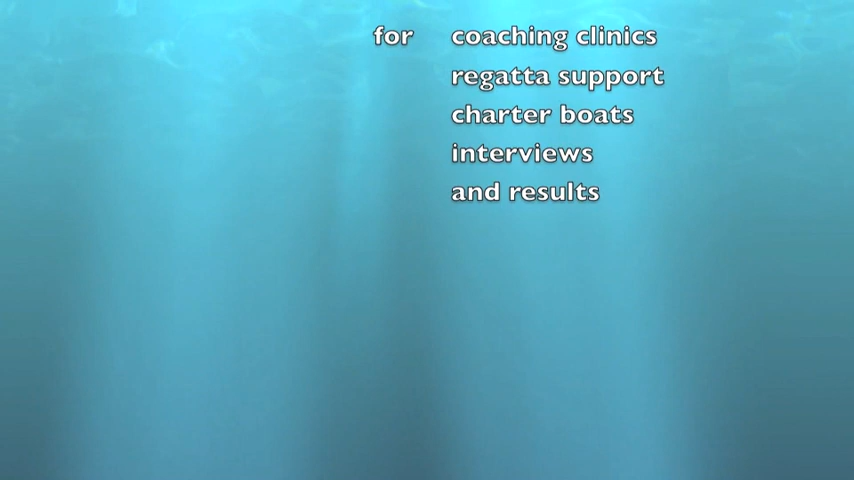 for coaching clinics
regatta support
charter boats
interviews
and results